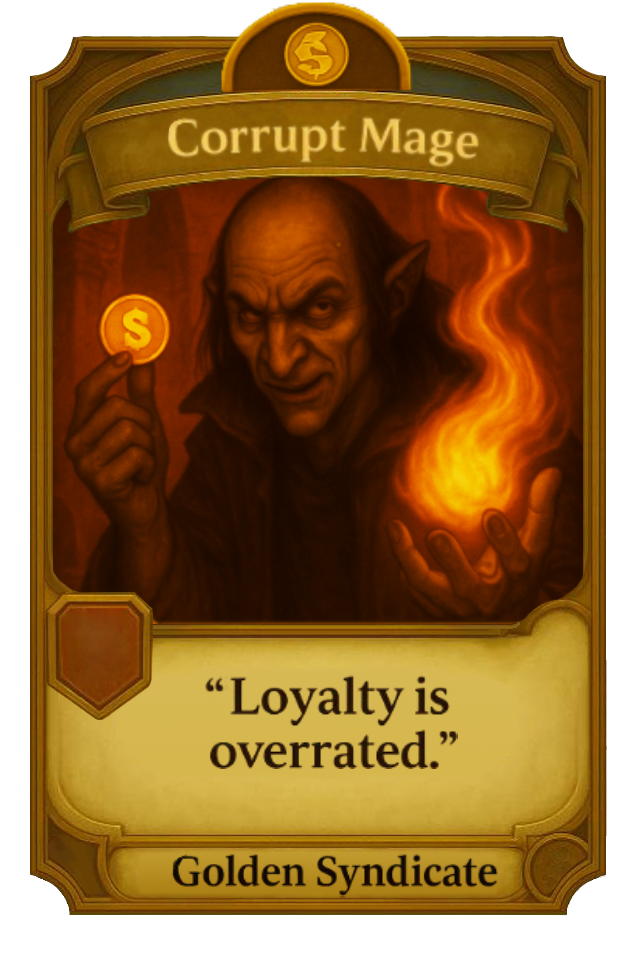 $
Corrupt Mage
$
“Loyalty is
overrated.”
Golden Syndicate